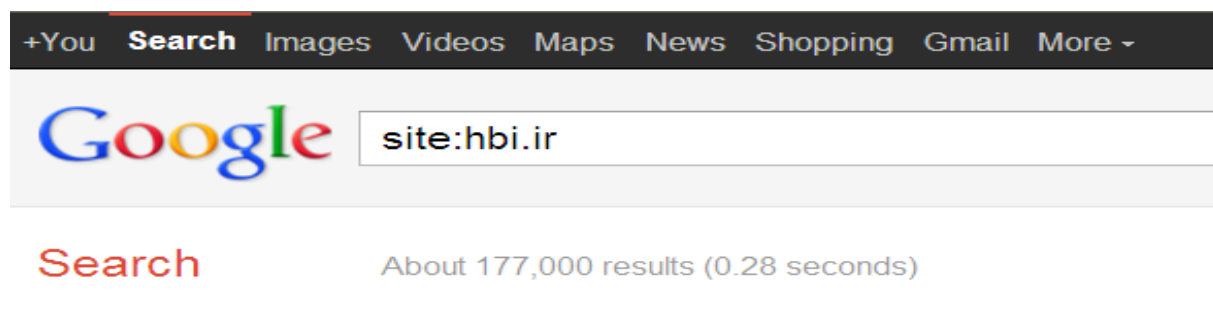 +You Search Images Videos Maps News Shopping Gmail More
Google site:hbi.ir
Search About 177,000 results (0.28 seconds)